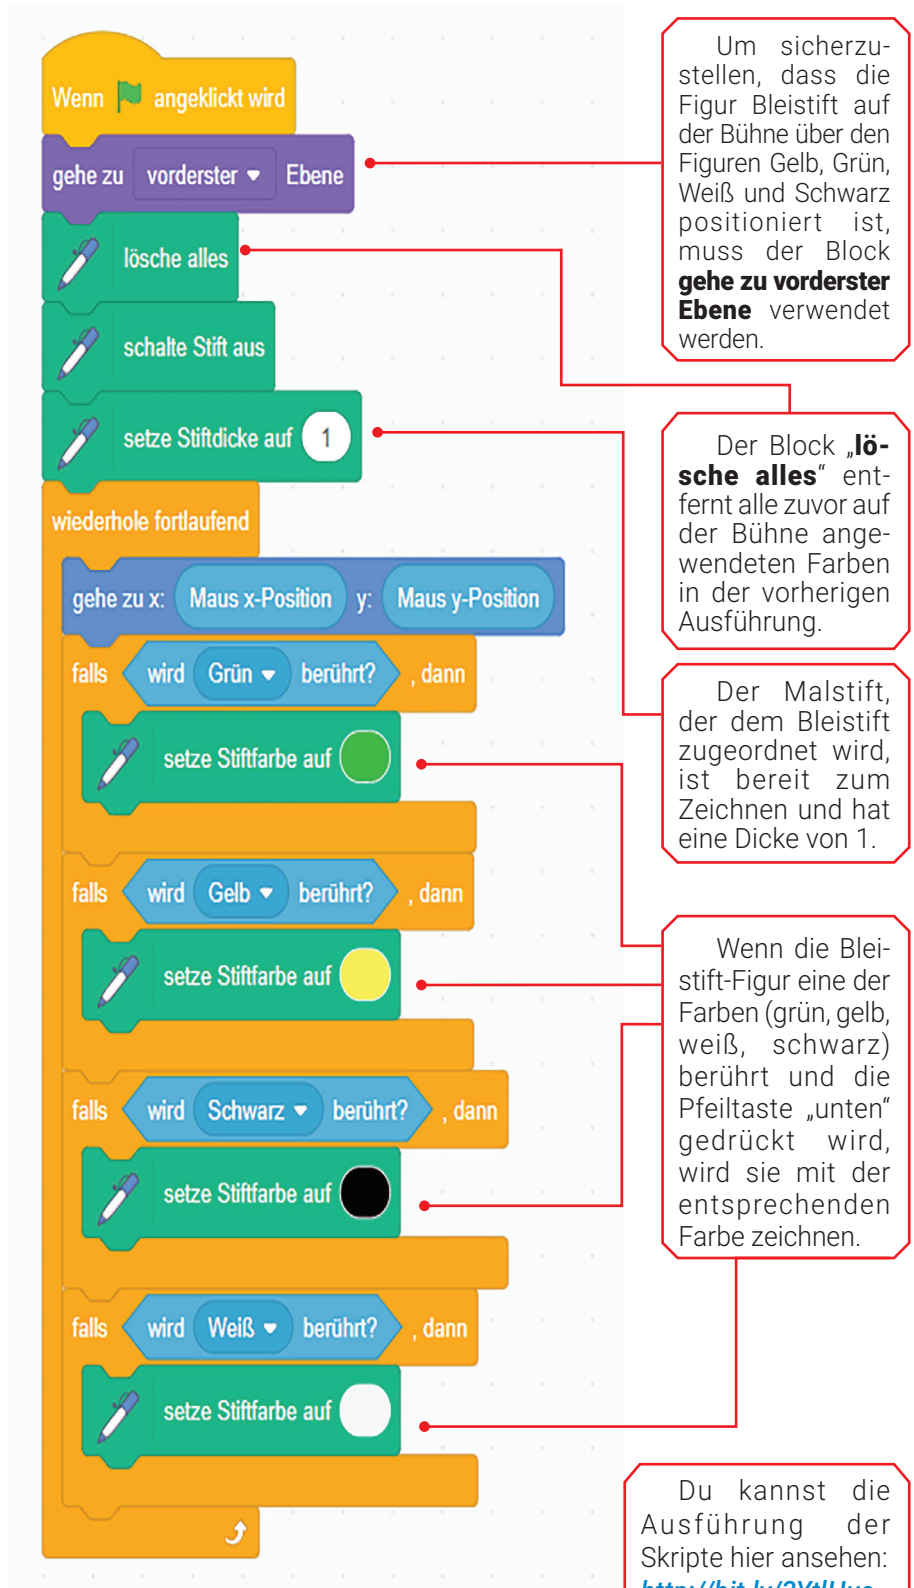 Wenn angeklickt wird
gehe zu vorderster Ebene
lösche alles
schalte Stift aus
setze Stiftdicke auf 1
wiederhole fortlaufend
gehe zu x: Maus x-Position y: Maus y-Position
falls wird Grün berührt? , dann
setze Stiftfarbe auf
falls wird Gelb berührt? , dann
setze Stiftfarbe auf
falls wird Schwarz berührt? , dann
setze Stiftfarbe auf
falls wird Weiß berührt? , dann
setze Stiftfarbe auf
Um sicherzu-
stellen, dass die
Figur Bleistift auf
der Bühne über den
Figuren Gelb, Grün,
Weiß und Schwarz
positioniert ist,
muss der Block
gehe zu vorderster
Ebene verwendet
werden.
Der Block „lö-
sche alles“ ent-
fernt alle zuvor auf
der Bühne ange-
wendeten Farben
in der vorherigen
Ausführung.
Der Malstift,
der dem Bleistift
zugeordnet wird,
ist bereit zum
Zeichnen und hat
eine Dicke von 1.
Wenn die Blei-
stift-Figur eine der
Farben (grün, gelb,
weiß, schwarz)
berührt und die
Pfeiltaste „unten“
gedrückt wird,
wird sie mit der
entsprechenden
Farbe zeichnen.
Du kannst die
Ausführung der
Skripte hier ansehen: